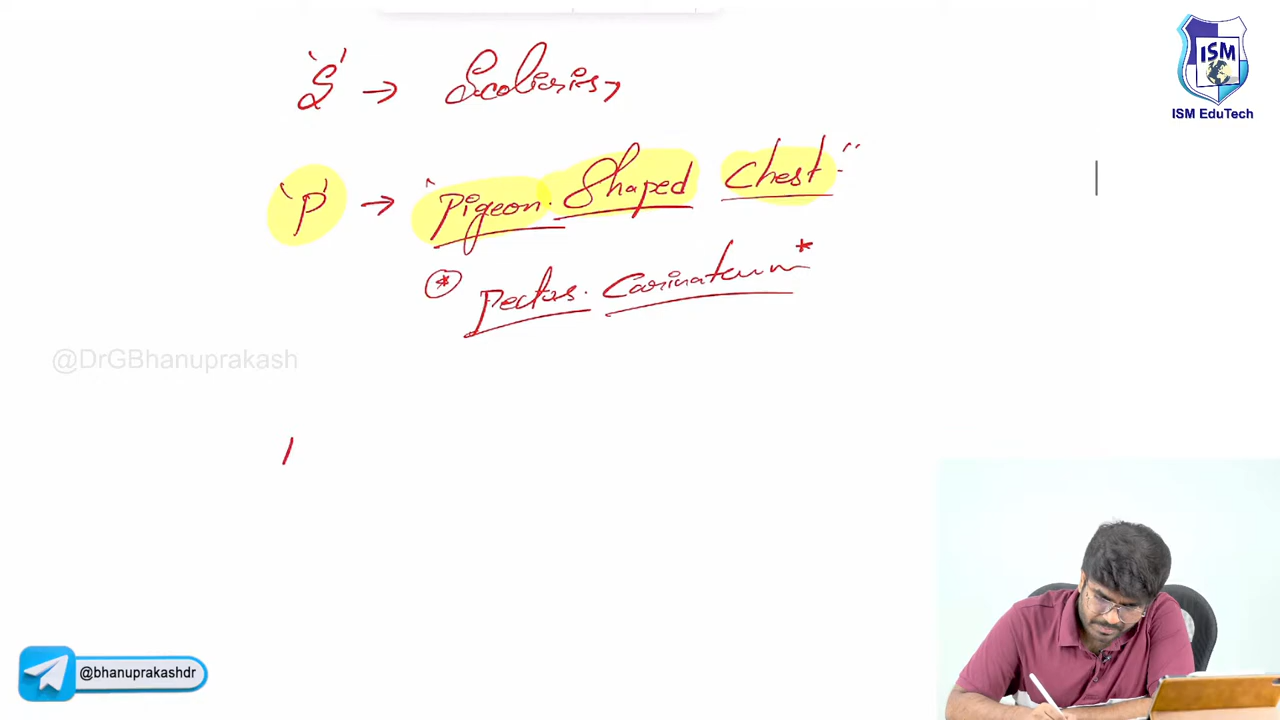 'S' → Scoliosis,
'P' → "Pigeon Shaped Chest"
* Pectus Carinatum *
@DrGBhanuprakash
@bhanuprakashdr
ISM
ISM EduTech